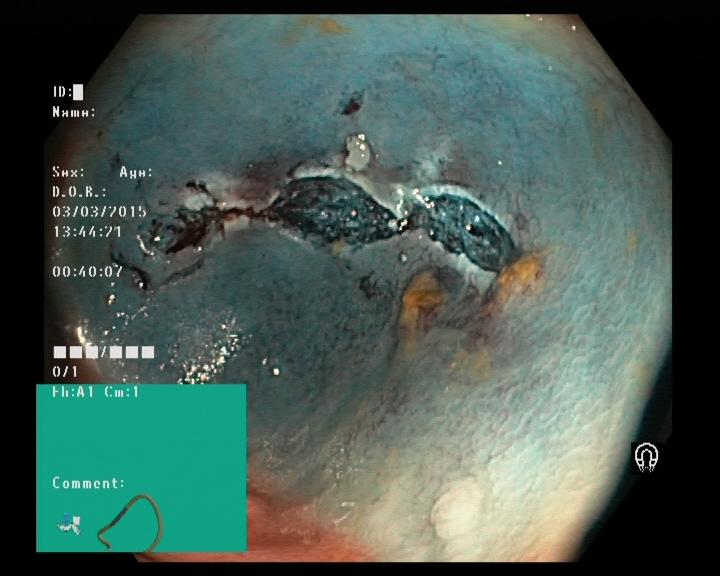 ID:
Name:
Sex: Age:
D.O.R.:
03/03/2015
13:44:21
00:40:07
0/1
Eh:A1 Cm:1
Comment: